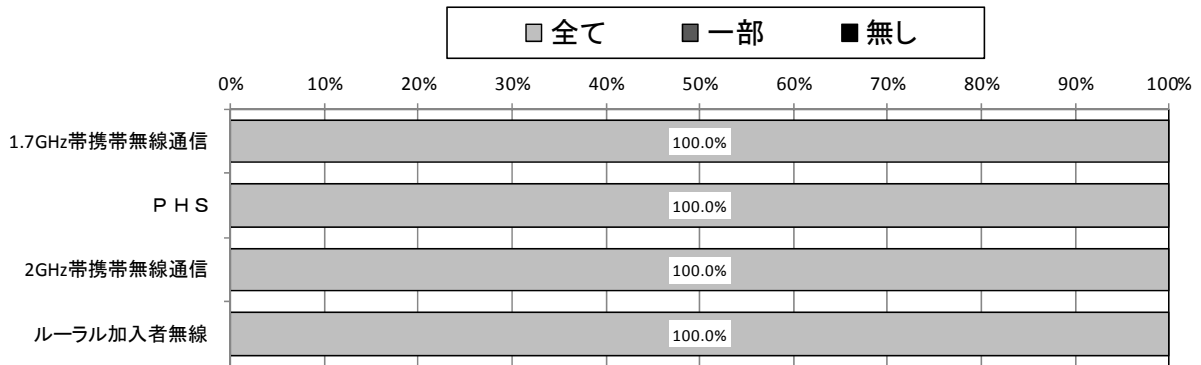 全て 一部 無し
0% 10% 20% 30% 40% 50% 60% 70% 80% 90% 100%
1.7GHz帯携帯無線通信 100.0%
ＰＨＳ 100.0%
2GHz帯携帯無線通信 100.0%
ルーラル加入者無線 100.0%